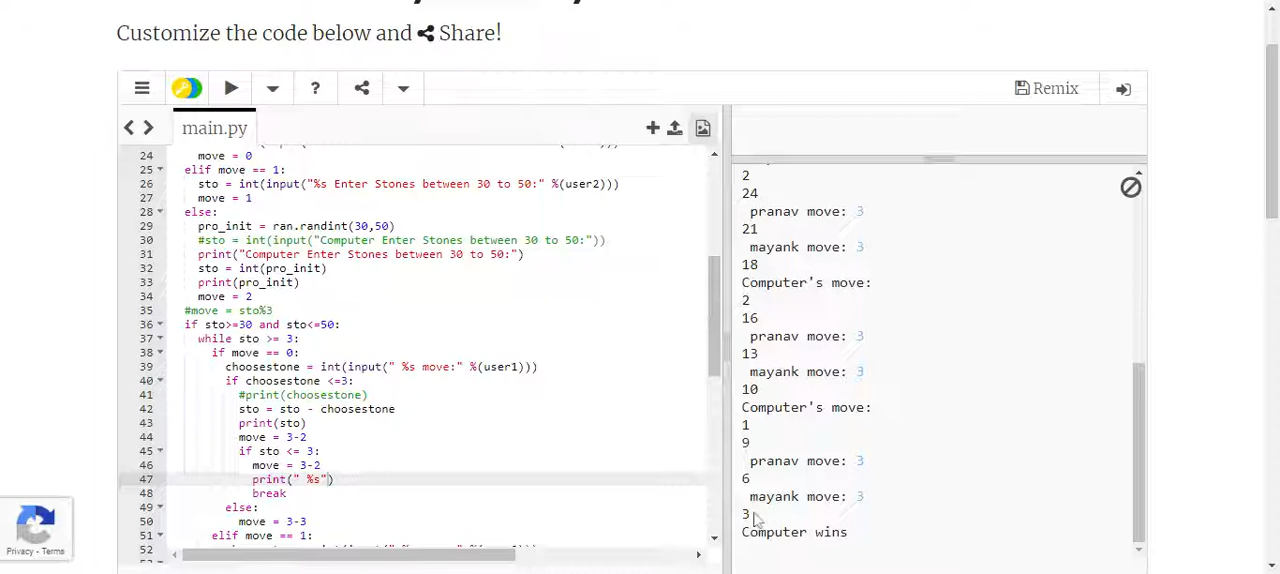 Customize the code below and Share!
? Remix
main.py
24
25 move = 0
elif move == 1:
26 sto = int(input("%s Enter Stones between 30 to 50:" %(user2)))
27 move = 1
28 else:
29 pro_init = ran.randint(30,50)
30 #sto = int(input("Computer Enter Stones between 30 to 50:"))
31 print("Computer Enter Stones between 30 to 50:")
32 sto = int(pro_init)
33 print(pro_init)
34 move = 2
35 #move = sto%3
36 if sto>=30 and sto<=50:
37 while sto >= 3:
38 if move == 0:
39 choosestone = int(input(" %s move:" %(user1)))
40 if choosestone <=3:
41 #print(choosestone)
42 sto = sto - choosestone
43 print(sto)
44 move = 3-2
45 if sto <= 3:
46 move = 3-2
47 print(" %s")
48 break
49 else:
50 move = 3-3
51 elif move == 1:
52
2
24
pranav move: 3
21
mayank move: 3
18
Computer's move:
2
16
pranav move: 3
13
mayank move: 3
10
Computer's move:
1
9
pranav move: 3
6
mayank move: 3
3
Computer wins
Privacy - Terms